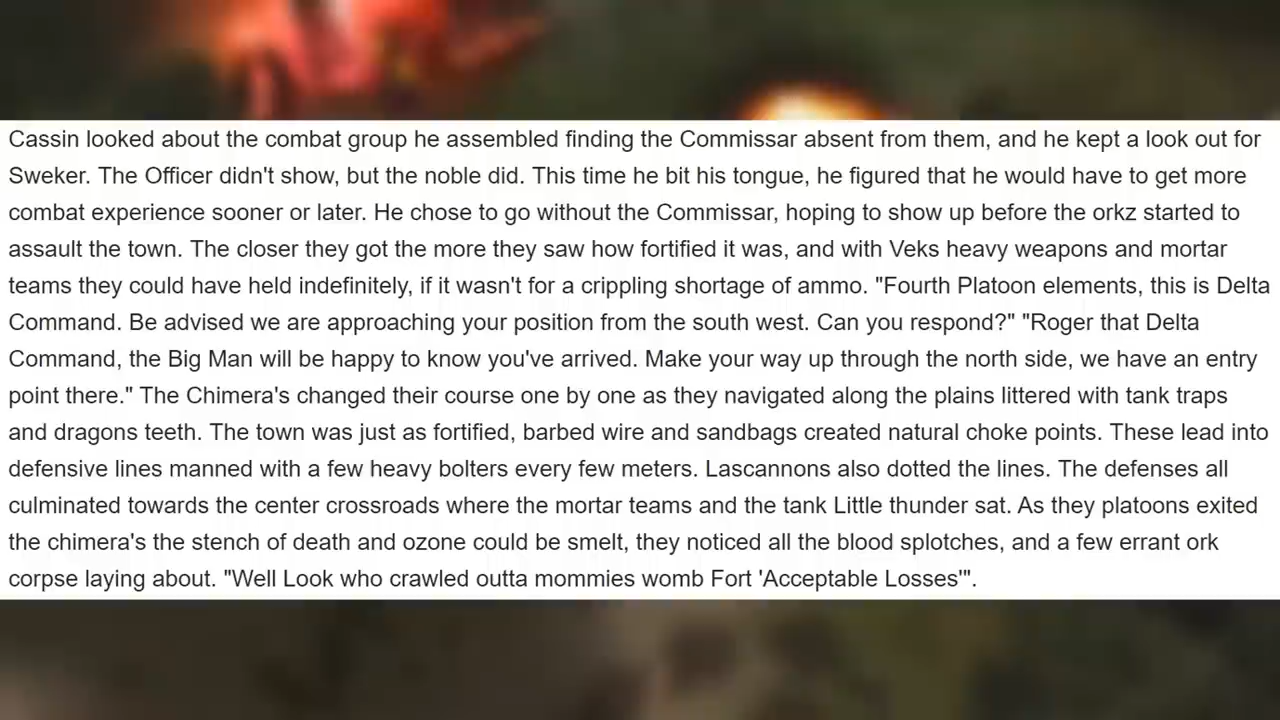 Cassin looked about the combat group he assembled finding the Commissar absent from them, and he kept a look out for
Sweker. The Officer didn't show, but the noble did. This time he bit his tongue, he figured that he would have to get more
combat experience sooner or later. He chose to go without the Commissar, hoping to show up before the orkz started to
assault the town. The closer they got the more they saw how fortified it was, and with Veks heavy weapons and mortar
teams they could have held indefinitely, if it wasn't for a crippling shortage of ammo. "Fourth Platoon elements, this is Delta
Command. Be advised we are approaching your position from the south west. Can you respond?" "Roger that Delta
Command, the Big Man will be happy to know you've arrived. Make your way up through the north side, we have an entry
point there." The Chimera's changed their course one by one as they navigated along the plains littered with tank traps
and dragons teeth. The town was just as fortified, barbed wire and sandbags created natural choke points. These lead into
defensive lines manned with a few heavy bolters every few meters. Lascannons also dotted the lines. The defenses all
culminated towards the center crossroads where the mortar teams and the tank Little thunder sat. As they platoons exited
the chimera's the stench of death and ozone could be smelt, they noticed all the blood splotches, and a few errant ork
corpse laying about. "Well Look who crawled outta mommies womb Fort 'Acceptable Losses'".